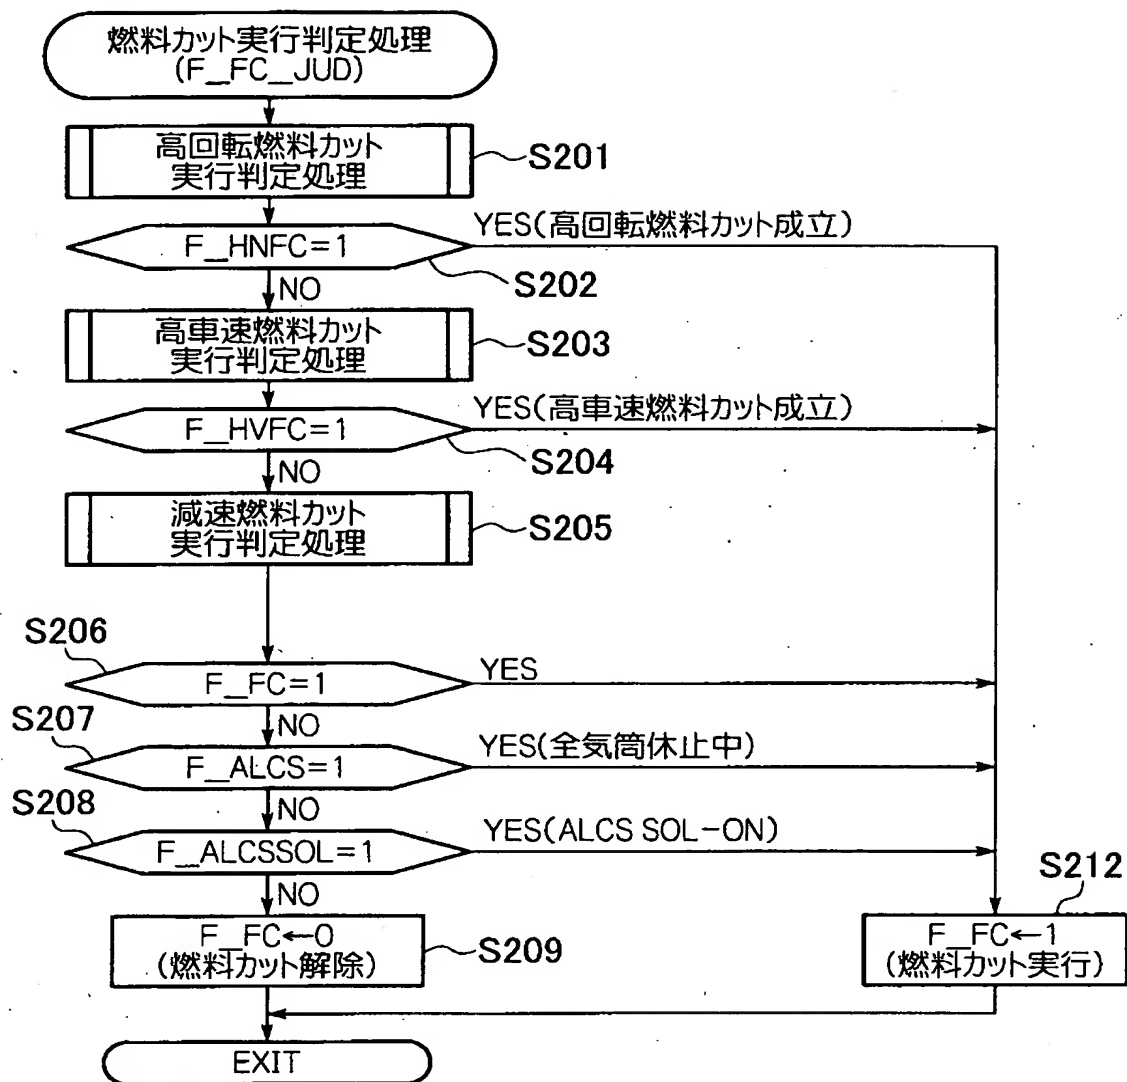 燃料カット実行判定処理
(F_FC_JUD)
高回転燃料カット
実行判定処理
S201
F_HNFC=1
YES(高回転燃料カット成立)
S202
NO
高車速燃料カット
実行判定処理
S203
F_HVFC=1
YES(高車速燃料カット成立)
S204
NO
減速燃料カット
実行判定処理
S205
S206
F_FC=1
YES
NO
S207
F_ALCS=1
YES(全気筒休止中)
NO
S208
F_ALCSSOL=1
YES(ALCS SOL-ON)
NO
F_FC←0
(燃料カット解除)
S209
S212
F_FC←1
(燃料カット実行)
EXIT